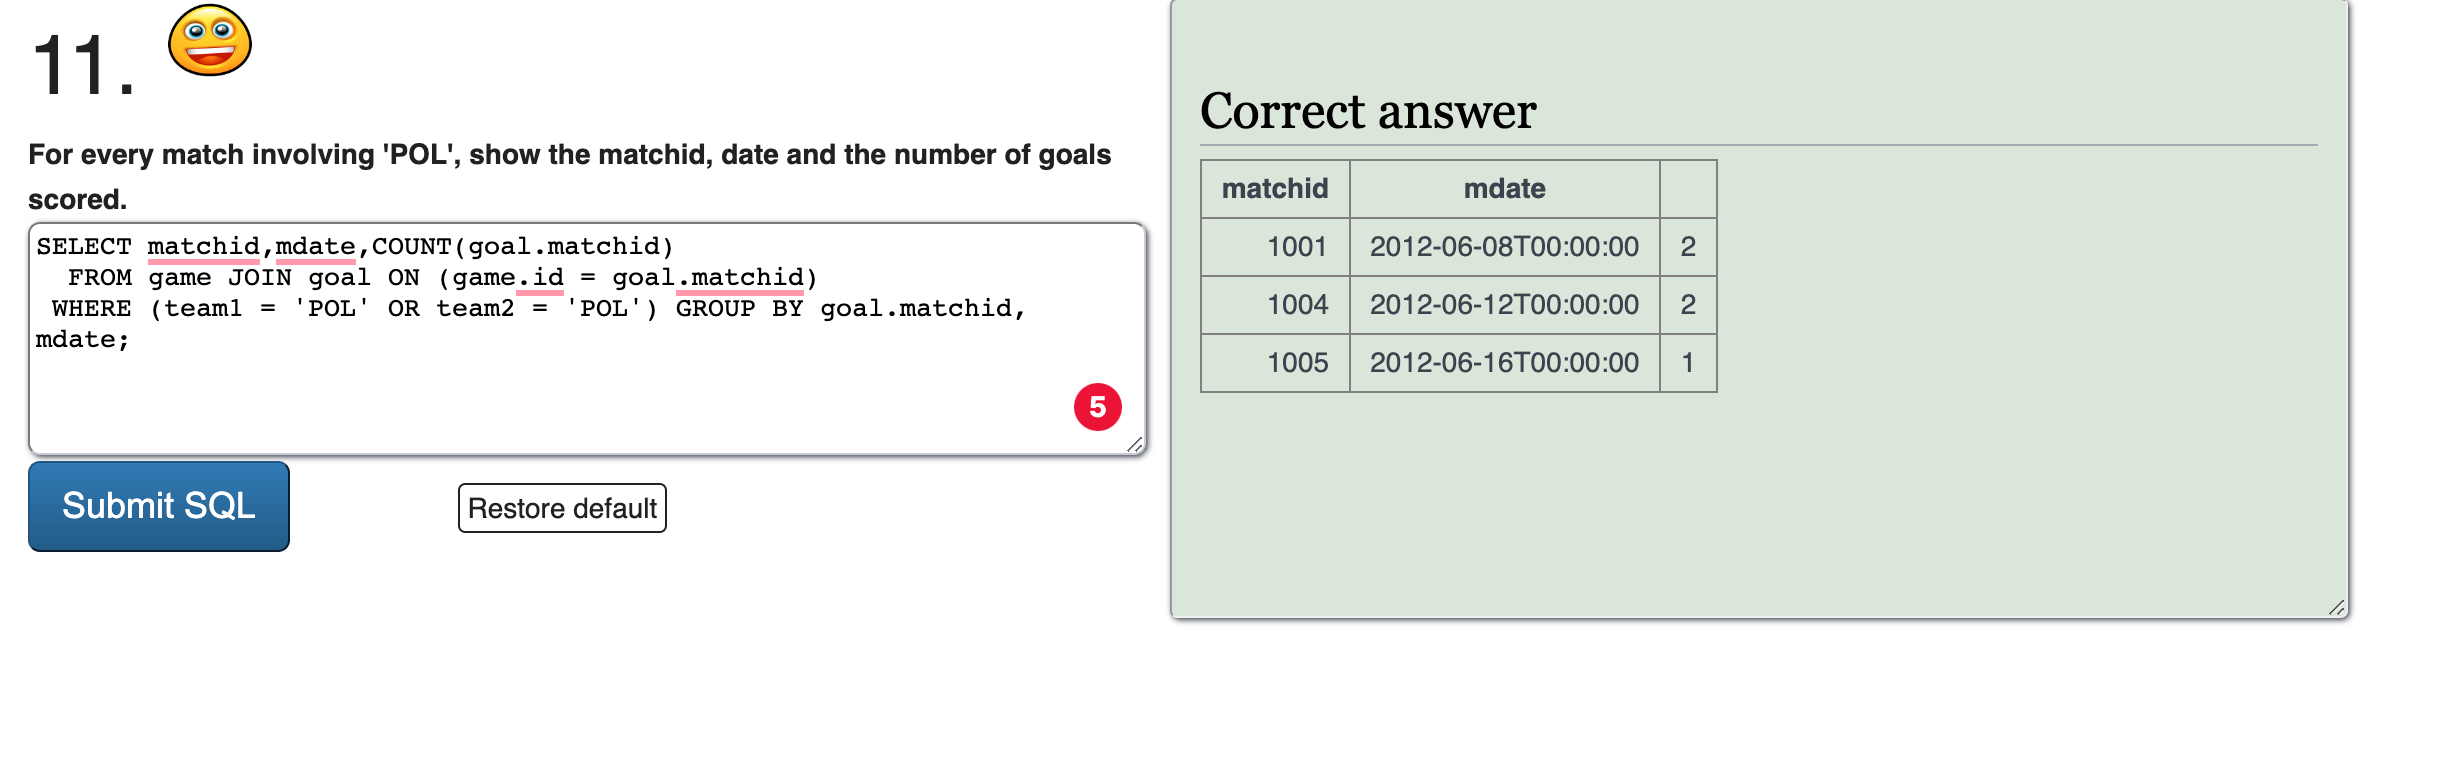 11.
For every match involving 'POL', show the matchid, date and the number of goals
scored.
SELECT matchid,mdate,COUNT(goal.matchid)
FROM game JOIN goal ON (game.id = goal.matchid)
WHERE (team1 = 'POL' OR team2 = 'POL') GROUP BY goal.matchid,
mdate;
5
Submit SQL
Restore default
Correct answer
matchid mdate
1001 2012-06-08T00:00:00 2
1004 2012-06-12T00:00:00 2
1005 2012-06-16T00:00:00 1